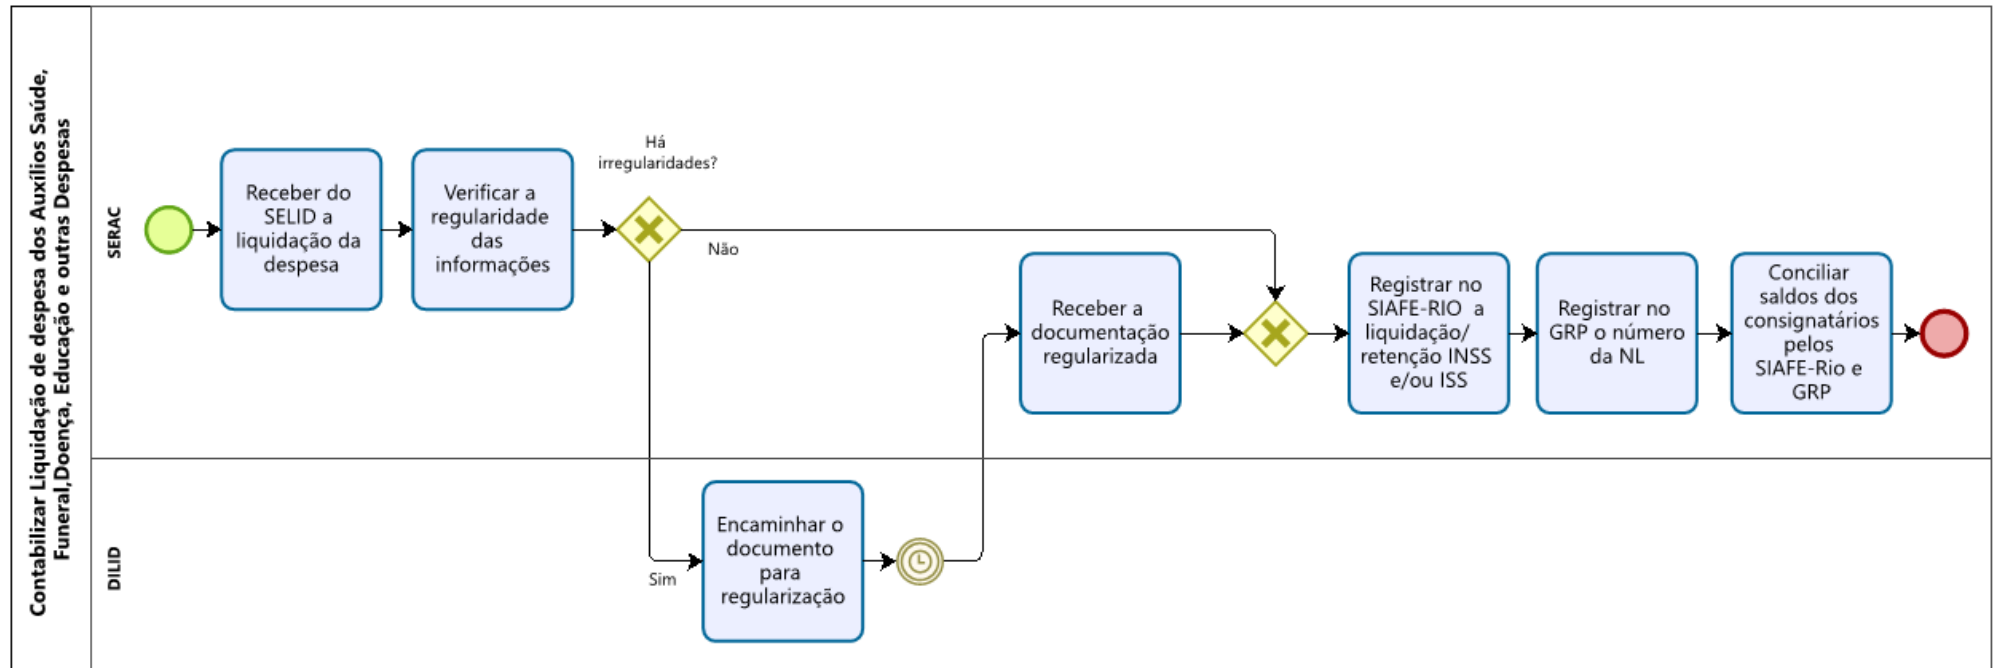 Contabilizar Liquidação de despesa dos Auxílios Saúde,
Funeral,Doença, Educação e outras Despesas
SERAC
Receber do
SELID a
liquidação da
despesa
Verificar a
regularidade
das
informações
Há
irregularidades?
Não
Receber a
documentação
regularizada
Registrar no
SIAFE-RIO a
liquidação/
retenção INSS
e/ou ISS
Registrar no
GRP o número
da NL
Conciliar
saldos dos
consignatários
pelos
SIAFE-Rio e
GRP
DILID
Sim
Encaminhar o
documento
para
regularização